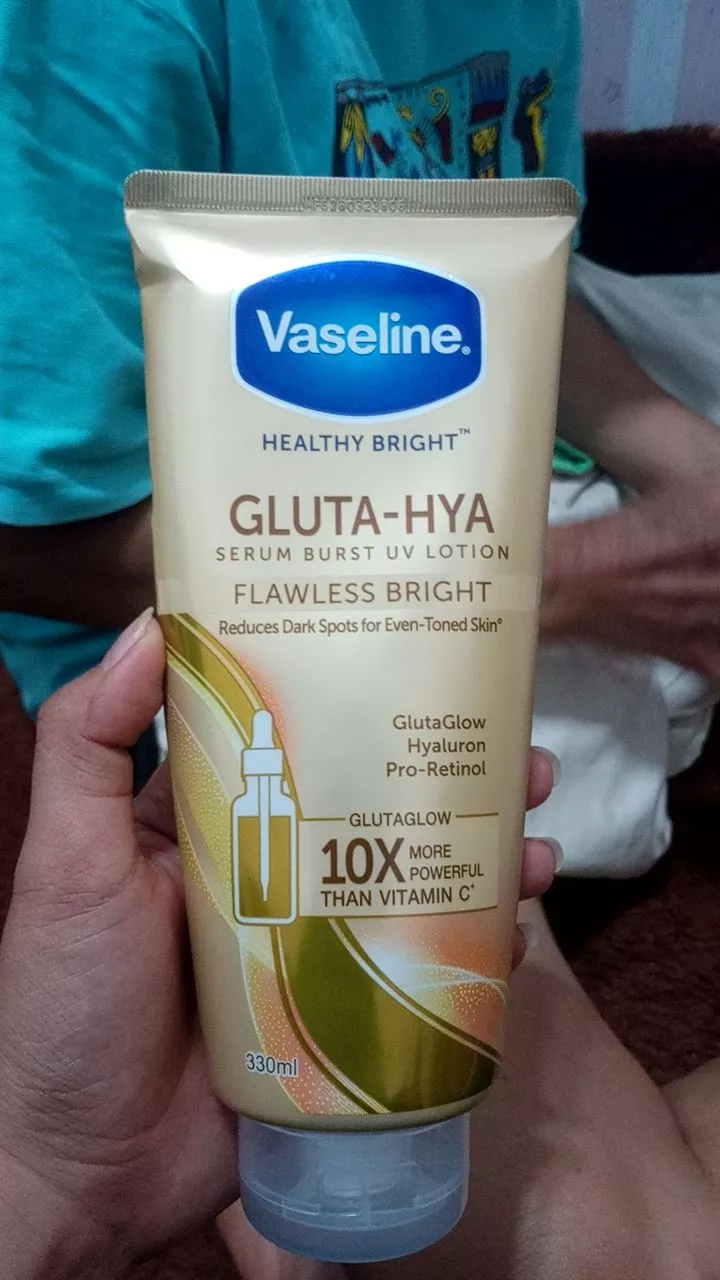 Vaseline®
HEALTHY BRIGHT™
GLUTA-HYA
SERUM BURST UV LOTION
FLAWLESS BRIGHT
Reduces Dark Spots for Even-Toned Skin°
GlutaGlow
Hyaluron
Pro-Retinol
GLUTAGLOW
10X MORE
POWERFUL
THAN VITAMIN C⁺
330ml